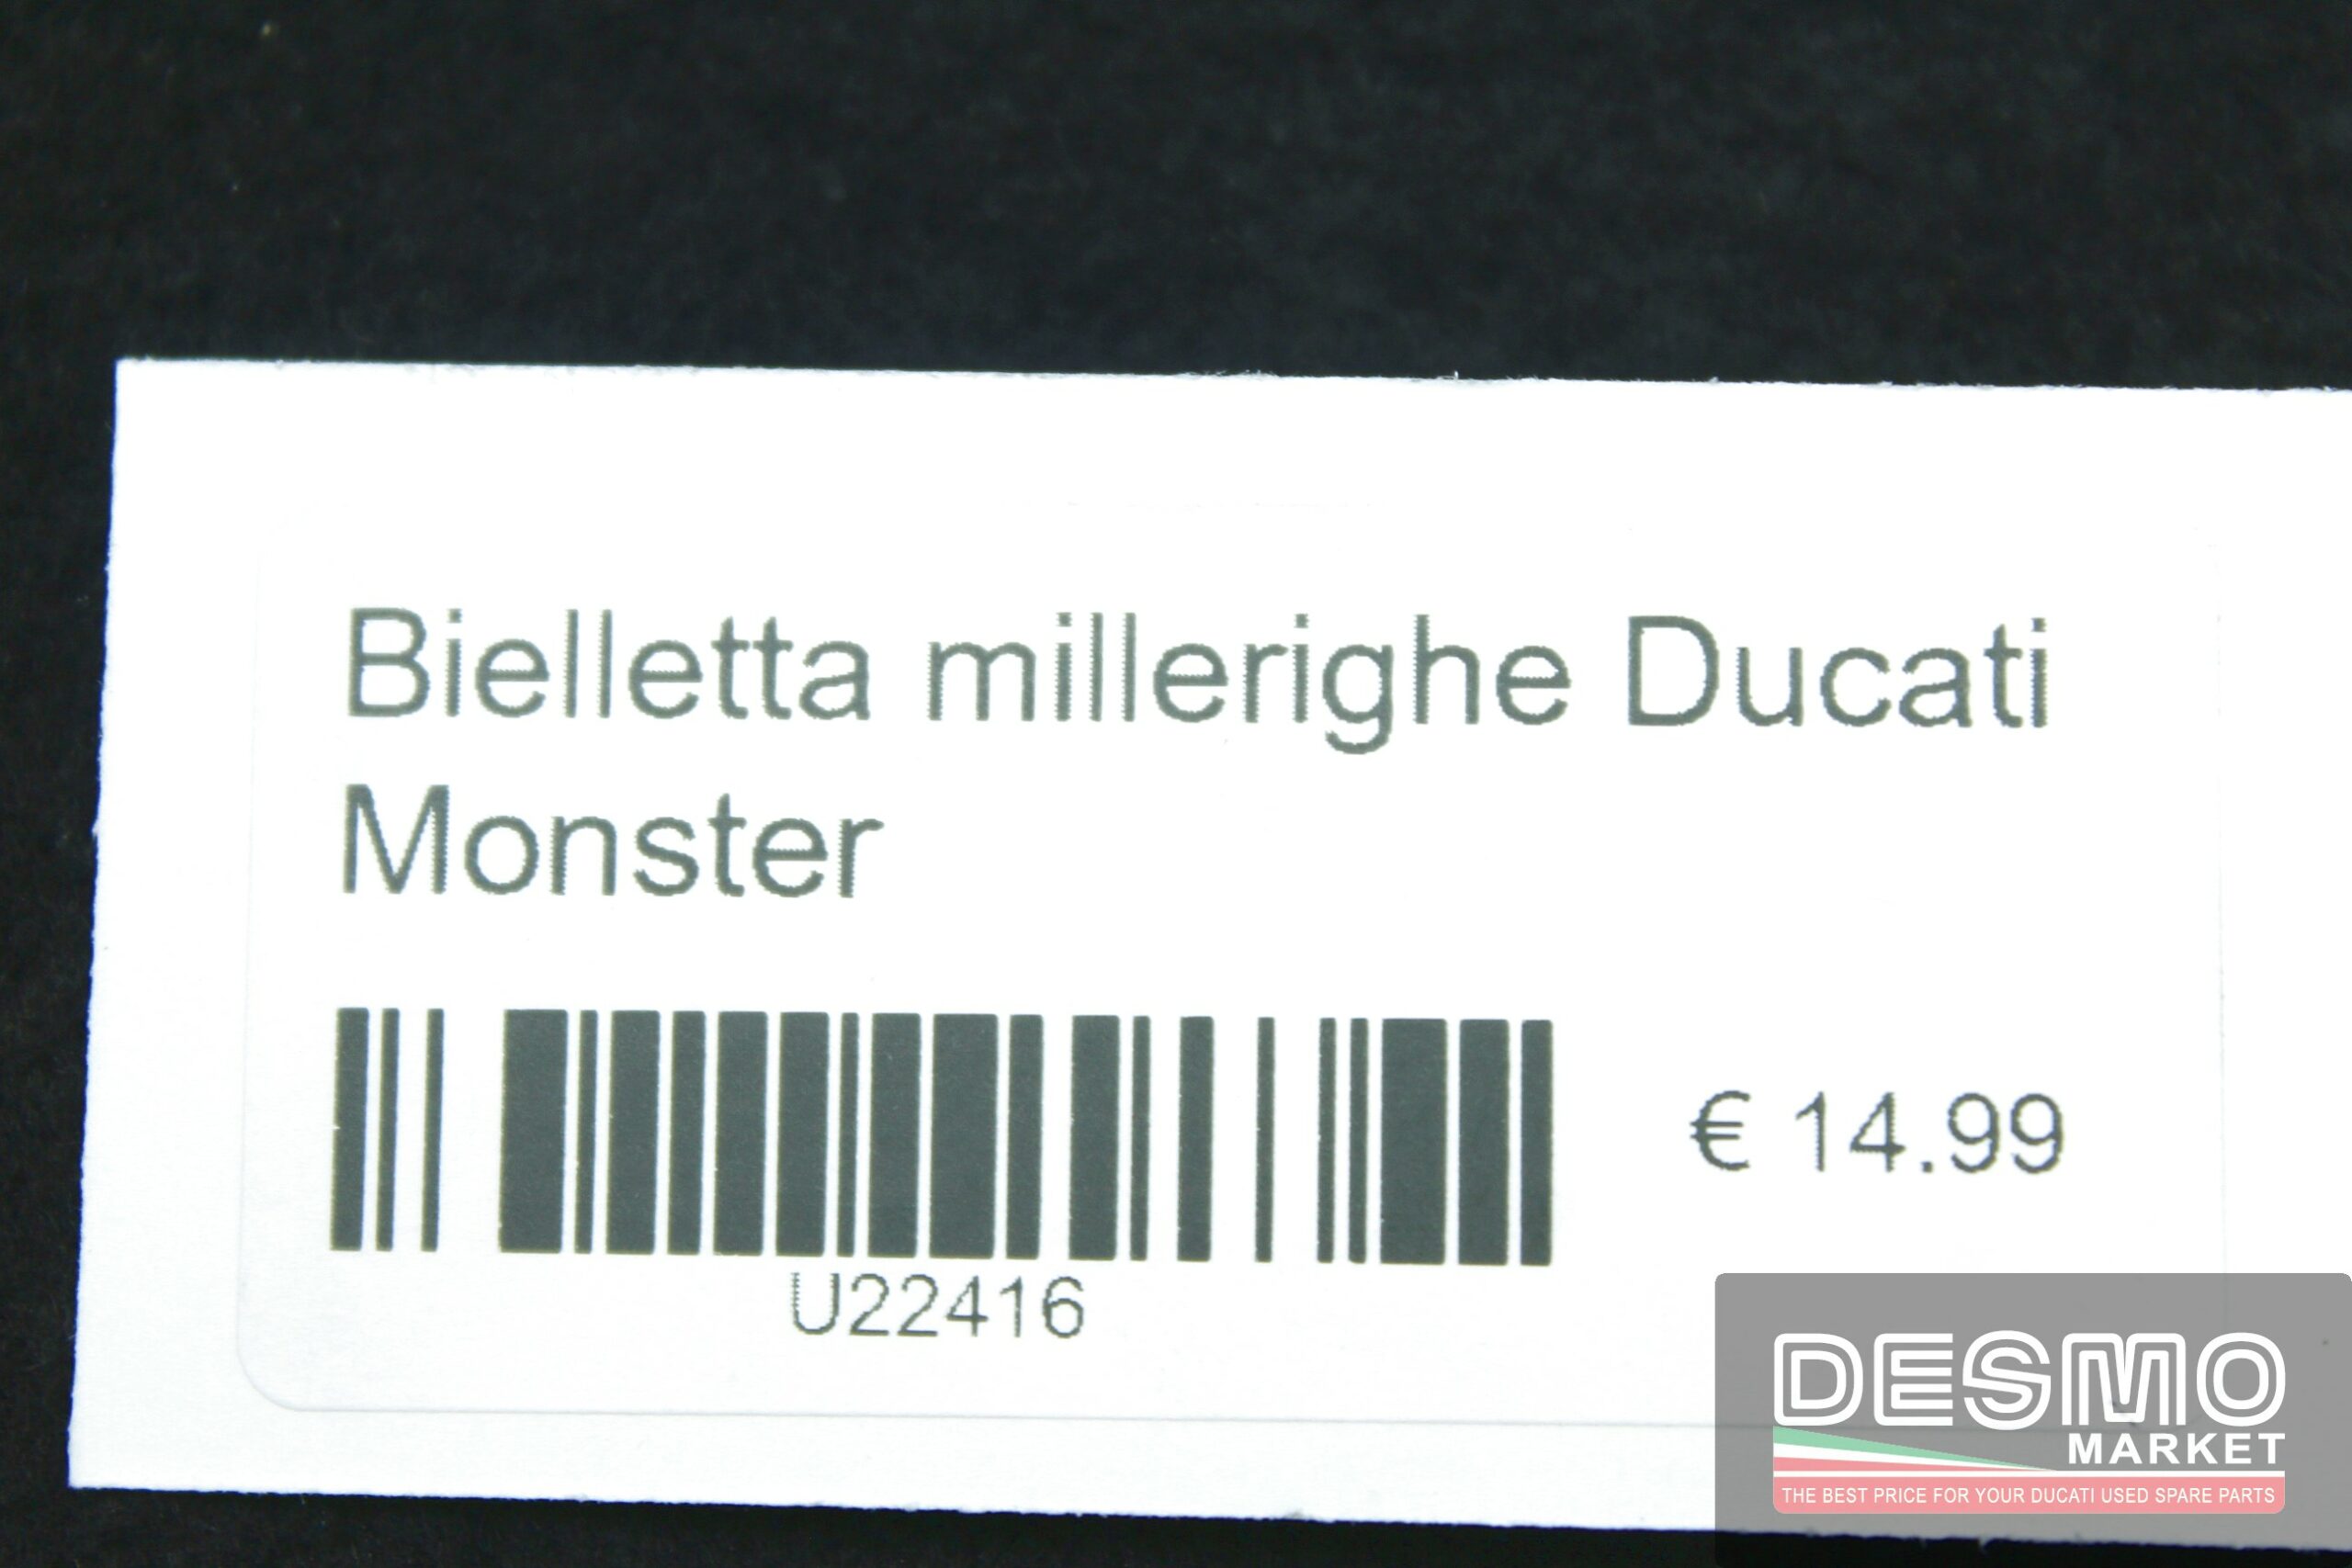 Bielletta millerighe Ducati
Monster
€ 14.99
U22416
DESMO
MARKET
THE BEST PRICE FOR YOUR DUCATI USED SPARE PARTS